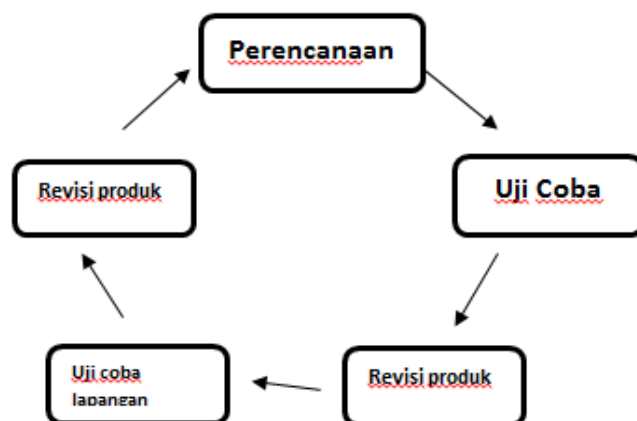 Perencanaan
Uji Coba
Revisi produk
Uji coba
lapangan
Revisi produk